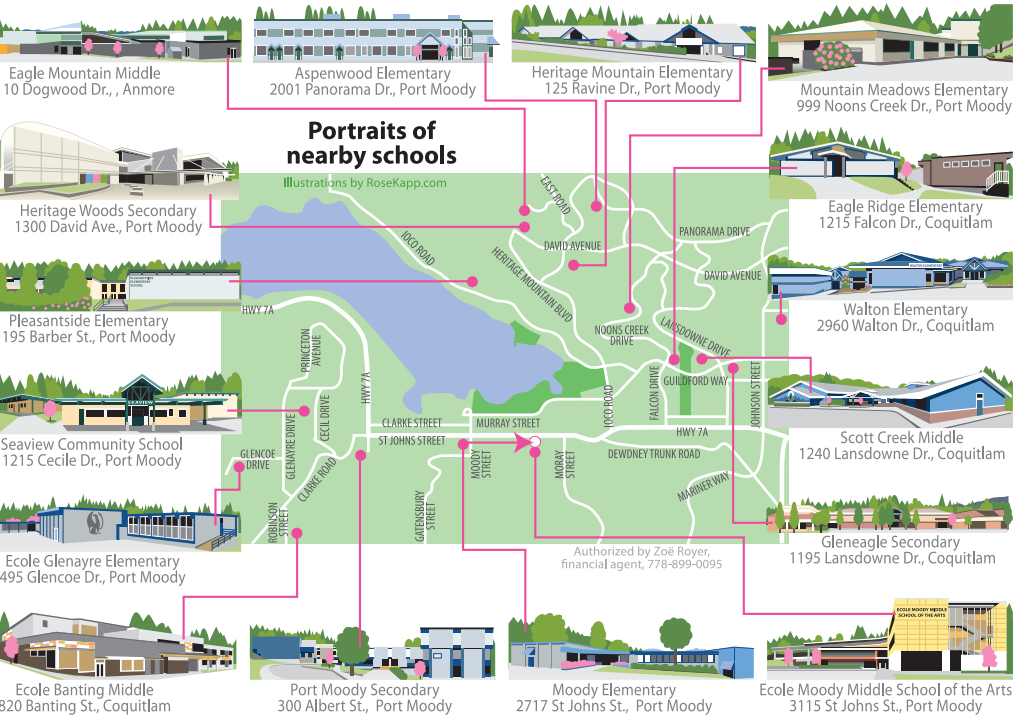 Eagle Mountain Middle
10 Dogwood Dr., , Anmore
Aspenwood Elementary
2001 Panorama Dr., Port Moody
Heritage Mountain Elementary
125 Ravine Dr., Port Moody
Mountain Meadows Elementary
999 Noons Creek Dr., Port Moody
Portraits of
nearby schools
Illustrations by RoseKapp.com
Heritage Woods Secondary
1300 David Ave., Port Moody
Eagle Ridge Elementary
1215 Falcon Dr., Coquitlam
PLEASANTSIDE
ELEMENTARY
SCHOOL
Pleasantside Elementary
195 Barber St., Port Moody
WALTON ELEMENTARY
Walton Elementary
2960 Walton Dr., Coquitlam
SEAVIEW
Seaview Community School
1215 Cecile Dr., Port Moody
Scott Creek Middle
1240 Lansdowne Dr., Coquitlam
Ecole Glenayre Elementary
495 Glencoe Dr., Port Moody
Gleneagle Secondary
1195 Lansdowne Dr., Coquitlam
EAST ROAD
IOCO ROAD
DAVID AVENUE
PANORAMA DRIVE
HERITAGE MOUNTAIN BLVD
DAVID AVENUE
HWY 7A
NOONS CREEK
DRIVE
LANSDOWNE DRIVE
PRINCETON
AVENUE
HWY 7A
GUILDFORD WAY
FALCON DRIVE
JOHNSON STREET
IOCO ROAD
GLENAYRE DRIVE
CECIL DRIVE
CLARKE STREET
MURRAY STREET
ST JOHNS STREET
HWY 7A
DEWDNEY TRUNK ROAD
GLENCOE
DRIVE
CLARKE ROAD
MOODY
STREET
MORAY
STREET
MARINER WAY
ROBINSON
STREET
GATENSBURY
STREET
Authorized by Zoë Royer,
financial agent, 778-899-0095
Ecole Banting Middle
820 Banting St., Coquitlam
Port Moody Secondary
300 Albert St., Port Moody
Moody Elementary
2717 St Johns St., Port Moody
ECOLE MOODY MIDDLE
SCHOOL OF THE ARTS
Ecole Moody Middle School of the Arts
3115 St Johns St., Port Moody